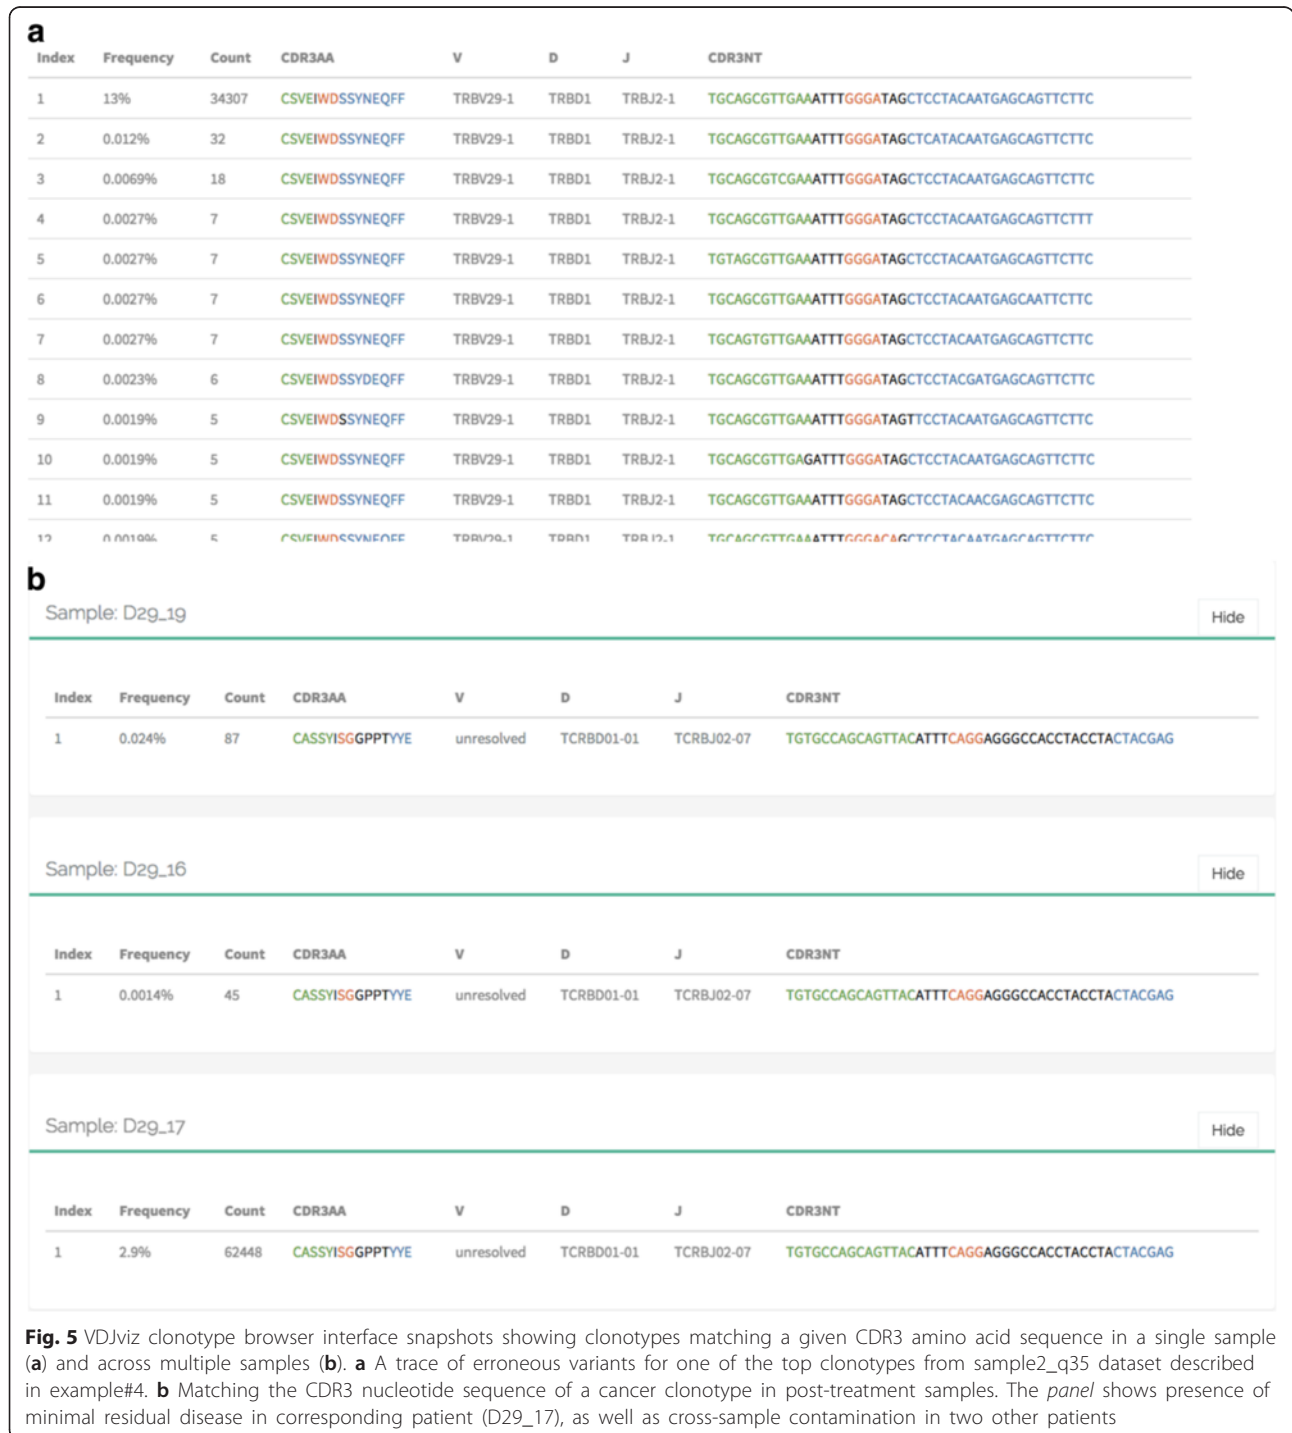 a
Index Frequency Count CDR3AA V D J CDR3NT
1 13% 34307 CSVEIWDSSYNEQFF TRBV29-1 TRBD1 TRBJ2-1 TGCAGCGTTGAAATTTGGGATAGCTCCTACAATGAGCAGTTCTTC
2 0.012% 32 CSVEIWDSSYNEQFF TRBV29-1 TRBD1 TRBJ2-1 TGCAGCGTTGAAATTTGGGATAGCTCATACAATGAGCAGTTCTTC
3 0.0069% 18 CSVEIWDSSYNEQFF TRBV29-1 TRBD1 TRBJ2-1 TGCAGCGTCGAAATTTGGGATAGCTCCTACAATGAGCAGTTCTTC
4 0.0027% 7 CSVEIWDSSYNEQFF TRBV29-1 TRBD1 TRBJ2-1 TGCAGCGTTGAAATTTGGGATAGCTCCTACAATGAGCAGTTCTTT
5 0.0027% 7 CSVEIWDSSYNEQFF TRBV29-1 TRBD1 TRBJ2-1 TGTAGCGTTGAAATTTGGGATAGCTCCTACAATGAGCAGTTCTTC
6 0.0027% 7 CSVEIWDSSYNEQFF TRBV29-1 TRBD1 TRBJ2-1 TGCAGCGTTGAAATTTGGGATAGCTCCTACAATGAGCAATTCTTC
7 0.0027% 7 CSVEIWDSSYNEQFF TRBV29-1 TRBD1 TRBJ2-1 TGCAGTGTTGAAATTTGGGATAGCTCCTACAATGAGCAGTTCTTC
8 0.0023% 6 CSVEIWDSSYDEQFF TRBV29-1 TRBD1 TRBJ2-1 TGCAGCGTTGAAATTTGGGATAGCTCCTACGATGAGCAGTTCTTC
9 0.0019% 5 CSVEIWDSSYNEQFF TRBV29-1 TRBD1 TRBJ2-1 TGCAGCGTTGAAATTTGGGATAGTTCCTACAATGAGCAGTTCTTC
10 0.0019% 5 CSVEIWDSSYNEQFF TRBV29-1 TRBD1 TRBJ2-1 TGCAGCGTTGAGATTTGGGATAGCTCCTACAATGAGCAGTTCTTC
11 0.0019% 5 CSVEIWDSSYNEQFF TRBV29-1 TRBD1 TRBJ2-1 TGCAGCGTTGAAATTTGGGATAGCTCCTACAACGAGCAGTTCTTC
12 0.0019% 5 CSVEIWDSSYNEQFF TRBV29-1 TRBD1 TRBJ2-1 TGCAGCGTTGAAATTTGGGACAGCTCCTACAATGAGCAGTTCTTC
b
Sample: D29_19 Hide
Index Frequency Count CDR3AA V D J CDR3NT
1 0.024% 87 CASSYISGGPPTYYE unresolved TCRBD01-01 TCRBJ02-07 TGTGCCAGCAGTTACATTTCAGGAGGGCCACCTACCTACTACGAG
Sample: D29_16 Hide
Index Frequency Count CDR3AA V D J CDR3NT
1 0.0014% 45 CASSYISGGPPTYYE unresolved TCRBD01-01 TCRBJ02-07 TGTGCCAGCAGTTACATTTCAGGAGGGCCACCTACCTACTACGAG
Sample: D29_17 Hide
Index Frequency Count CDR3AA V D J CDR3NT
1 2.9% 62448 CASSYISGGPPTYYE unresolved TCRBD01-01 TCRBJ02-07 TGTGCCAGCAGTTACATTTCAGGAGGGCCACCTACCTACTACGAG
Fig. 5 VDJviz clonotype browser interface snapshots showing clonotypes matching a given CDR3 amino acid sequence in a single sample
(a) and across multiple samples (b). a A trace of erroneous variants for one of the top clonotypes from sample2_q35 dataset described
in example#4. b Matching the CDR3 nucleotide sequence of a cancer clonotype in post-treatment samples. The panel shows presence of
minimal residual disease in corresponding patient (D29_17), as well as cross-sample contamination in two other patients